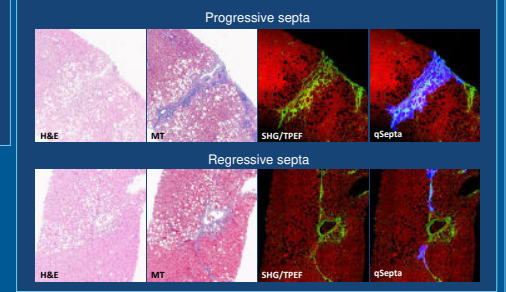 Progressive septa
H&E MT SHG/TPEF qSepta
Regressive septa
H&E MT SHG/TPEF qSepta